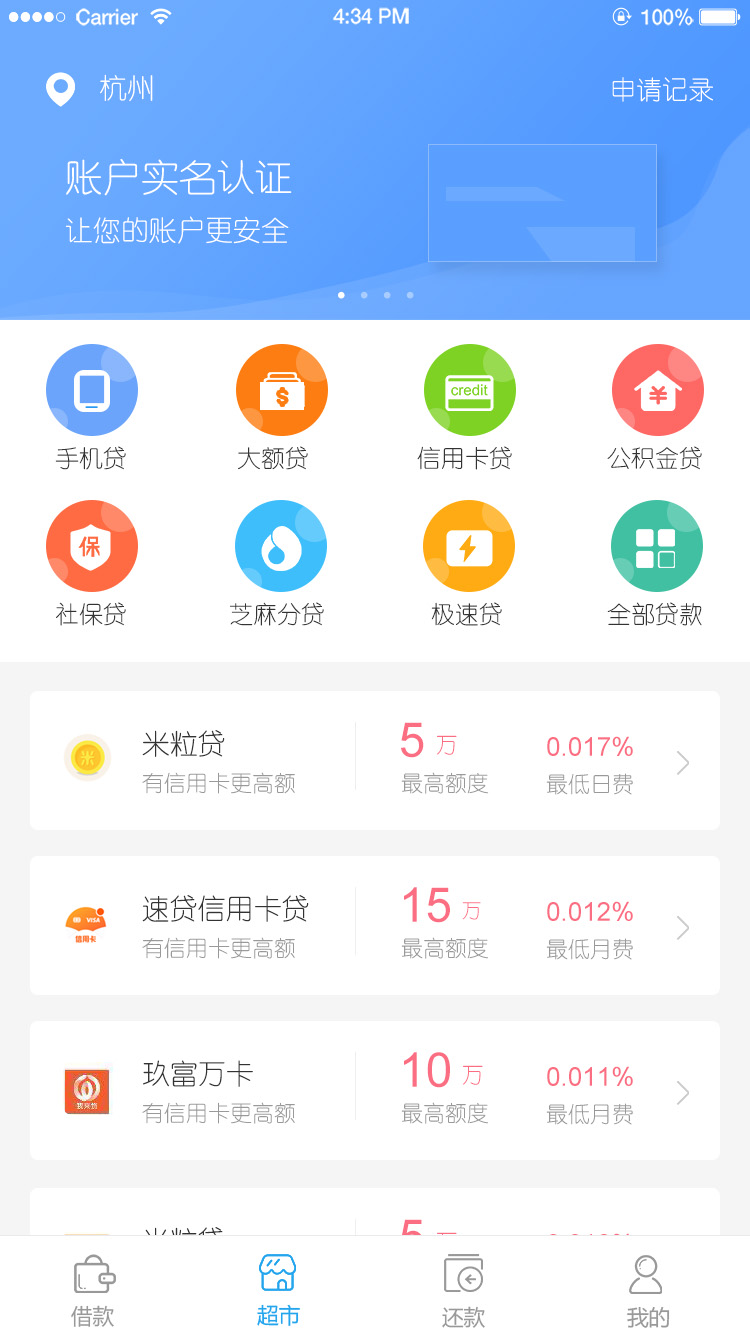 Carrier 4:34 PM 100%
杭州 申请记录
账户实名认证
让您的账户更安全
$ credit ¥
手机贷 大额贷 信用卡贷 公积金贷
保
社保贷 芝麻分贷 极速贷 全部贷款
米粒贷 5 万 0.017%
米
有信用卡更高额 最高额度 最低日费
速贷信用卡贷 15 万 0.012%
VISA
信用卡
有信用卡更高额 最高额度 最低月费
玖富万卡 10 万 0.011%
我来贷
有信用卡更高额 最高额度 最低月费
米粒贷 5 万
借款 超市 还款 我的